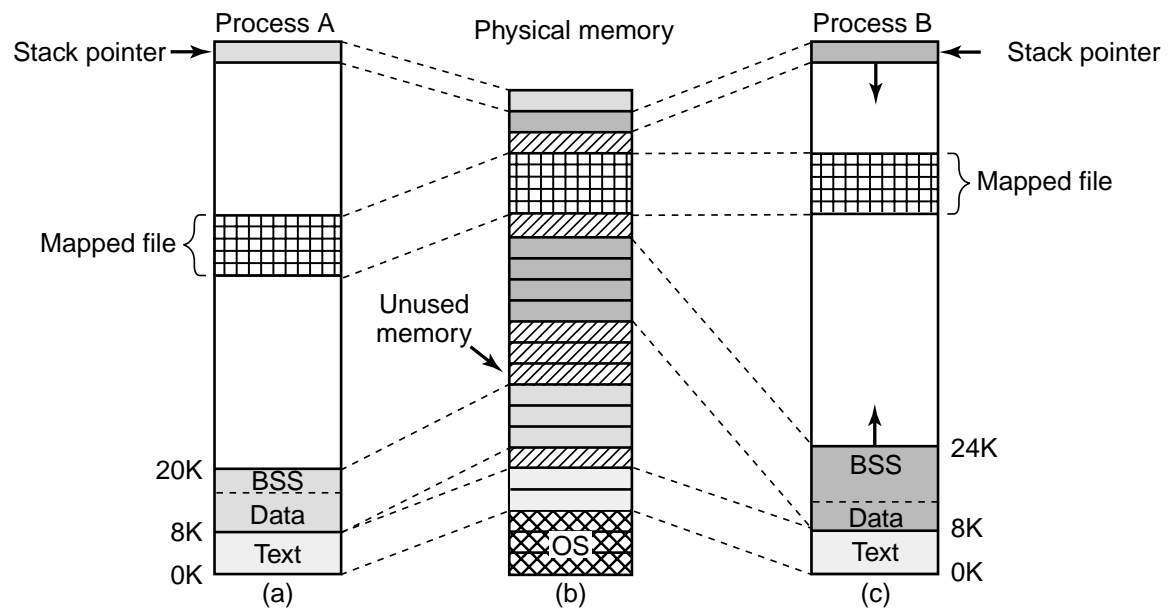 Process A
Physical memory
Process B
Stack pointer
Stack pointer
Mapped file
Mapped file
Unused
memory
20K
BSS
Data
8K
Text
0K
OS
24K
BSS
Data
8K
Text
0K
(a)
(b)
(c)